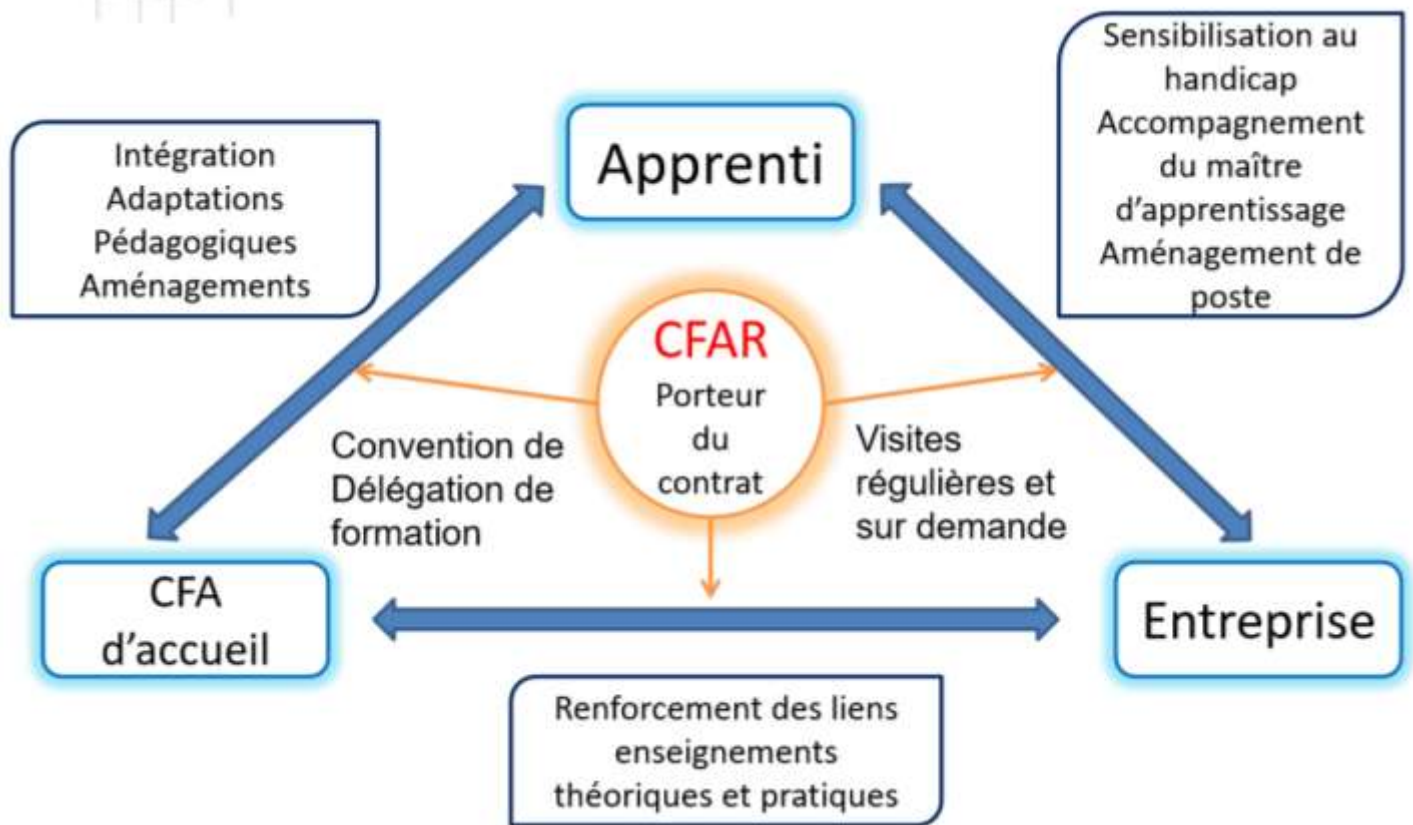 Sensibilisation au
handicap
Accompagnement
du maître
d'apprentissage
Aménagement de
poste
Intégration
Adaptations
Pédagogiques
Aménagements
Apprenti
CFAR
Porteur
du
contrat
Convention de
Délégation de
formation
Visites
régulières et
sur demande
CFA
d'accueil
Entreprise
Renforcement des liens
enseignements
théoriques et pratiques